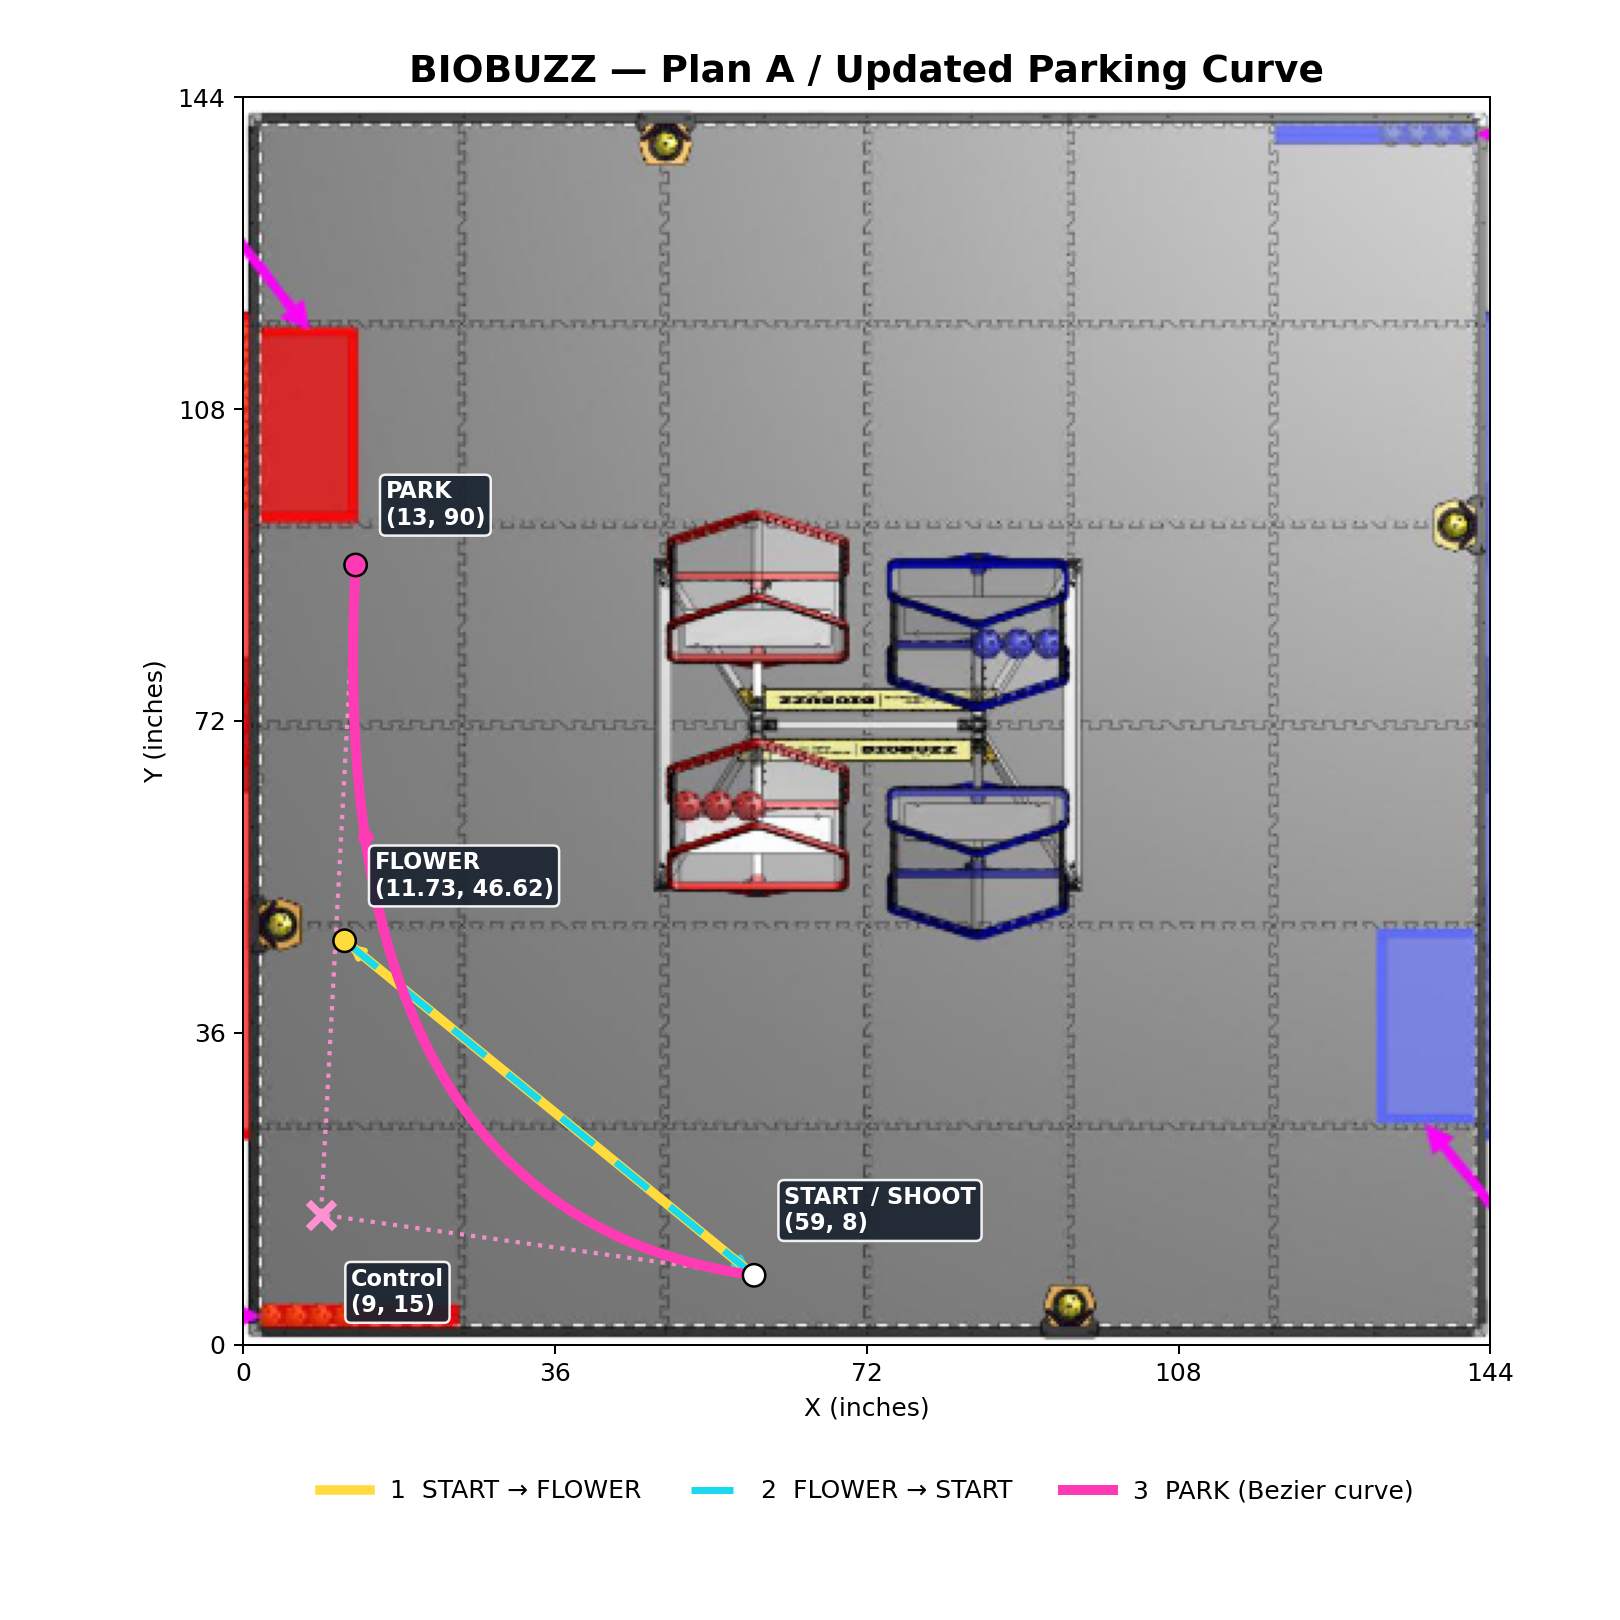 BIOBUZZ — Plan A / Updated Parking Curve
144
108
72
36
0
Y (inches)
PARK
(13, 90)
BIOBUZZ
BIOBUZZ
FLOWER
(11.73, 46.62)
START / SHOOT
(59, 8)
Control
(9, 15)
0 36 72 108 144
X (inches)
1 START → FLOWER 2 FLOWER → START 3 PARK (Bezier curve)